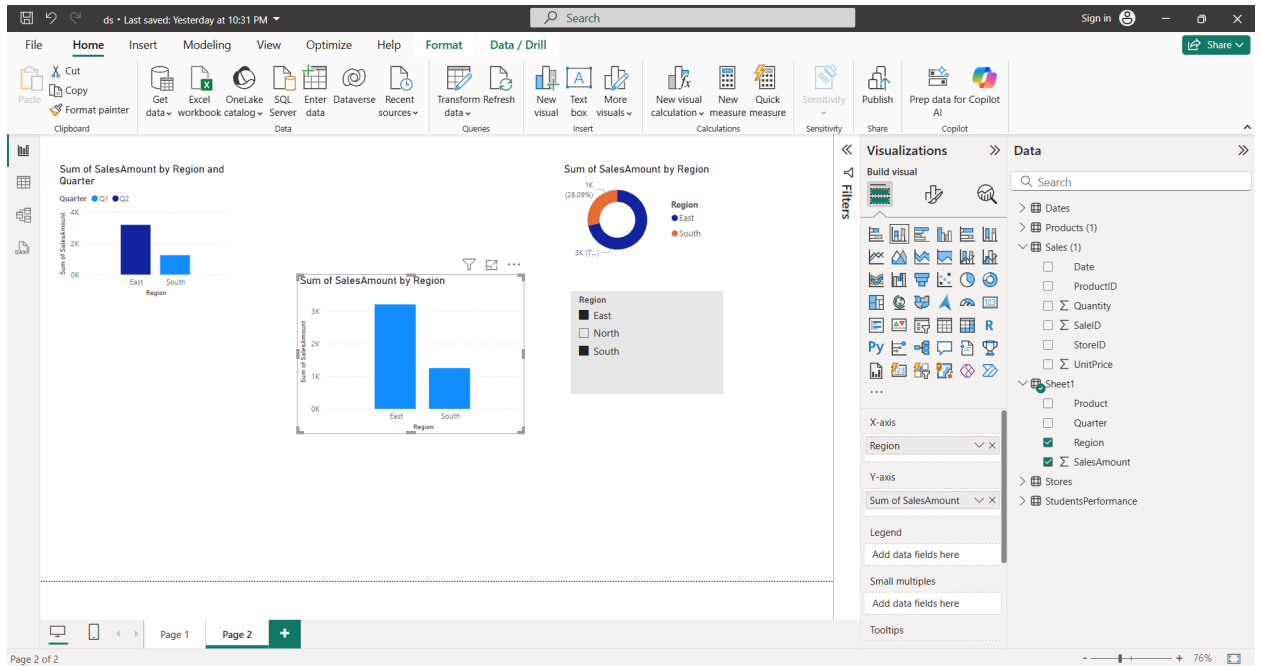 ds • Last saved: Yesterday at 10:31 PM
Search
Sign in
File Home Insert Modeling View Optimize Help Format Data / Drill
Share
Paste
Cut
Copy
Format painter
Clipboard
Get data
Excel workbook
OneLake catalog
SQL Server
Enter data
Dataverse
Recent sources
Data
Transform data
Refresh
Queries
New visual
Text box
More visuals
Insert
New visual calculation
New measure
Quick measure
Calculations
Sensitivity
Sensitivity
Publish
Share
Prep data for AI
Copilot
Copilot
Sum of SalesAmount by Region and
Quarter
Quarter Q1 Q2
4K
2K
0K
Sum of SalesAmount
East South
Region
Sum of SalesAmount by Region
3K
2K
1K
0K
Sum of SalesAmount
East South
Region
Sum of SalesAmount by Region
1K
(28.09%)
3K (7...)
Region
East
South
Region
East
North
South
Filters
Visualizations
Build visual
123
R
Py
123
...
X-axis
Region
Y-axis
Sum of SalesAmount
Legend
Add data fields here
Small multiples
Add data fields here
Tooltips
Data
Search
Dates
Products (1)
Sales (1)
Date
ProductID
Quantity
SaleID
StoreID
UnitPrice
Sheet1
Product
Quarter
Region
SalesAmount
Stores
StudentsPerformance
Page 1
Page 2
Page 2 of 2
76%